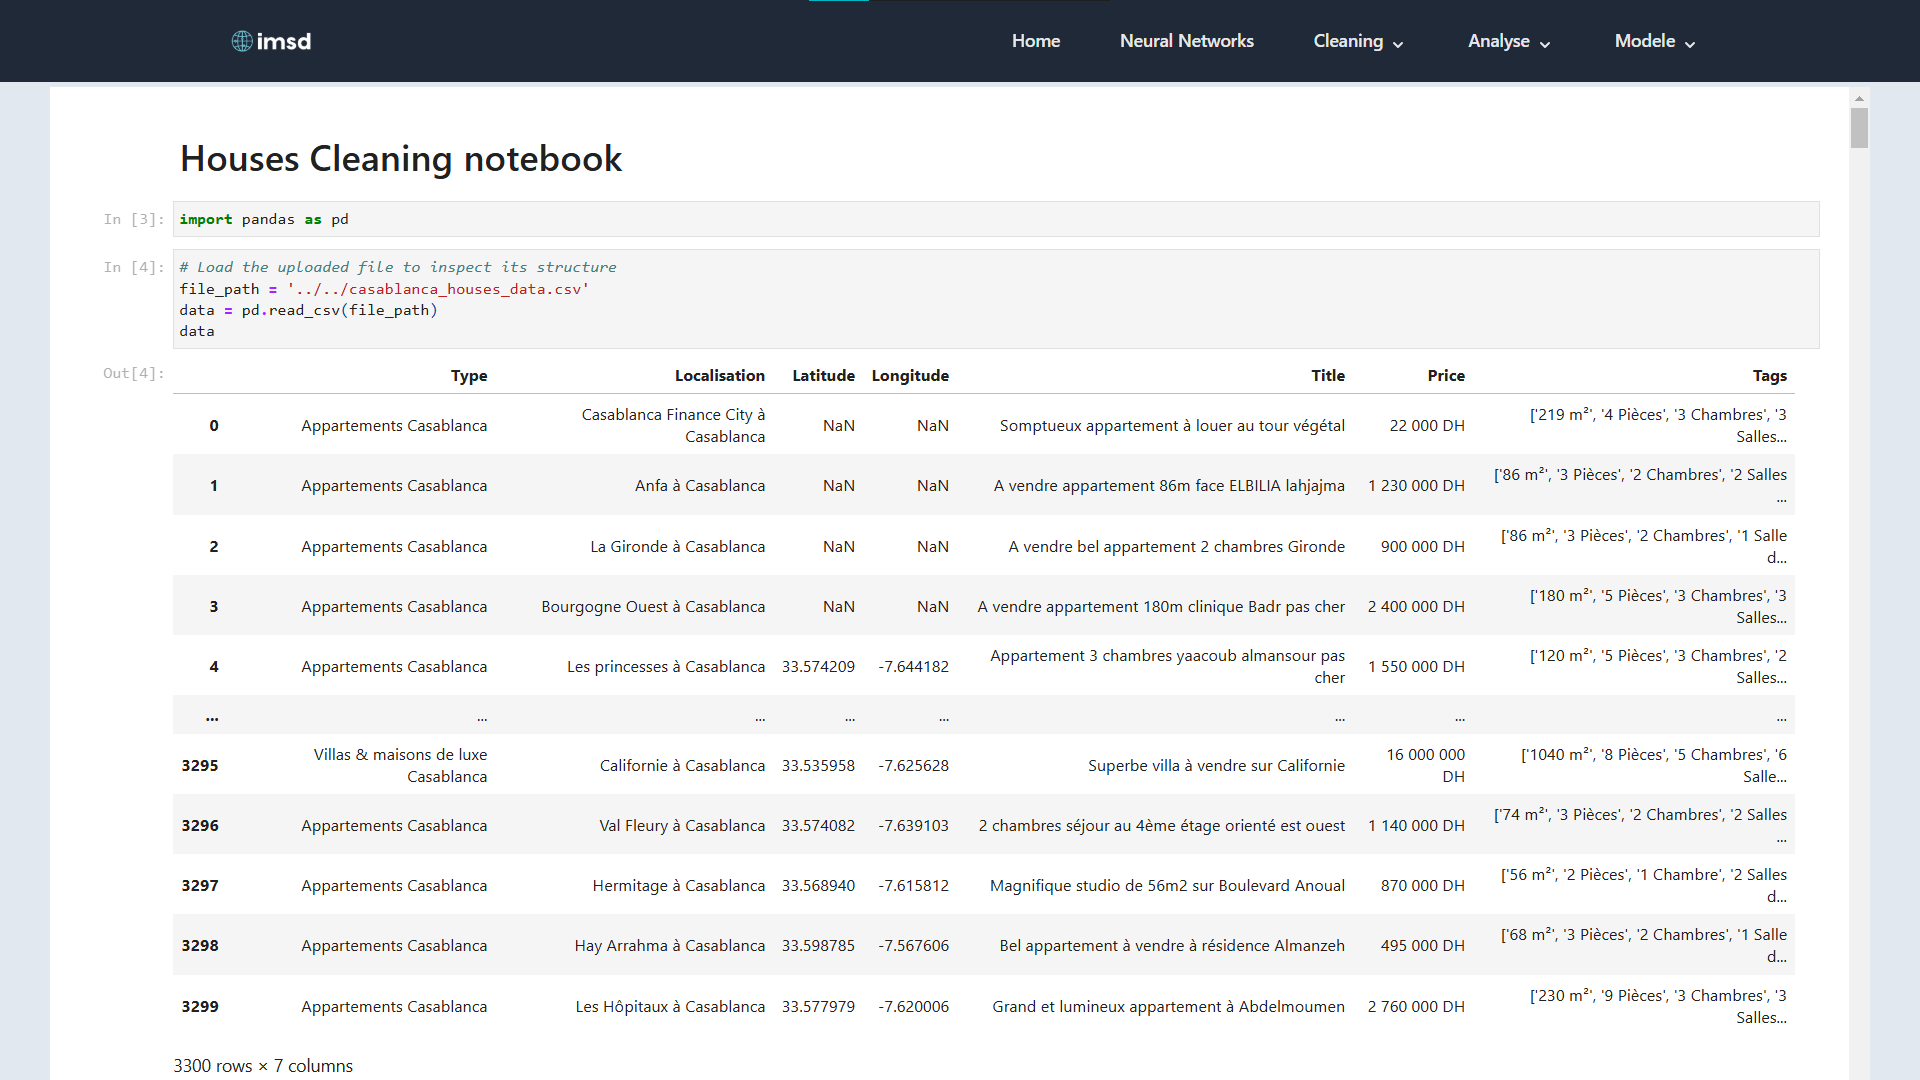 imsd
Home Neural Networks Cleaning Analyse Modele
Houses Cleaning notebook
In [3]: import pandas as pd
In [4]: # Load the uploaded file to inspect its structure
file_path = '../../casablanca_houses_data.csv'
data = pd.read_csv(file_path)
data
Out[4]:
Type Localisation Latitude Longitude Title Price Tags
0 Appartements Casablanca Casablanca Finance City à Casablanca NaN NaN Somptueux appartement à louer au tour végétal 22 000 DH ['219 m²', '4 Pièces', '3 Chambres', '3 Salles...
1 Appartements Casablanca Anfa à Casablanca NaN NaN A vendre appartement 86m face ELBILIA lahjajma 1 230 000 DH ['86 m²', '3 Pièces', '2 Chambres', '2 Salles ...
2 Appartements Casablanca La Gironde à Casablanca NaN NaN A vendre bel appartement 2 chambres Gironde 900 000 DH ['86 m²', '3 Pièces', '2 Chambres', '1 Salle d...
3 Appartements Casablanca Bourgogne Ouest à Casablanca NaN NaN A vendre appartement 180m clinique Badr pas cher 2 400 000 DH ['180 m²', '5 Pièces', '3 Chambres', '3 Salles...
4 Appartements Casablanca Les princesses à Casablanca 33.574209 -7.644182 Appartement 3 chambres yaacoub almansour pas cher 1 550 000 DH ['120 m²', '5 Pièces', '3 Chambres', '2 Salles...
... ... ... ... ... ... ... ...
3295 Villas & maisons de luxe Casablanca Californie à Casablanca 33.535958 -7.625628 Superbe villa à vendre sur Californie 16 000 000 DH ['1040 m²', '8 Pièces', '5 Chambres', '6 Salle...
3296 Appartements Casablanca Val Fleury à Casablanca 33.574082 -7.639103 2 chambres séjour au 4ème étage orienté est ouest 1 140 000 DH ['74 m²', '3 Pièces', '2 Chambres', '2 Salles ...
3297 Appartements Casablanca Hermitage à Casablanca 33.568940 -7.615812 Magnifique studio de 56m2 sur Boulevard Anoual 870 000 DH ['56 m²', '2 Pièces', '1 Chambre', '2 Salles d...
3298 Appartements Casablanca Hay Arrahma à Casablanca 33.598785 -7.567606 Bel appartement à vendre à résidence Almanzeh 495 000 DH ['68 m²', '3 Pièces', '2 Chambres', '1 Salle d...
3299 Appartements Casablanca Les Hôpitaux à Casablanca 33.577979 -7.620006 Grand et lumineux appartement à Abdelmoumen 2 760 000 DH ['230 m²', '9 Pièces', '3 Chambres', '3 Salles...
3300 rows × 7 columns